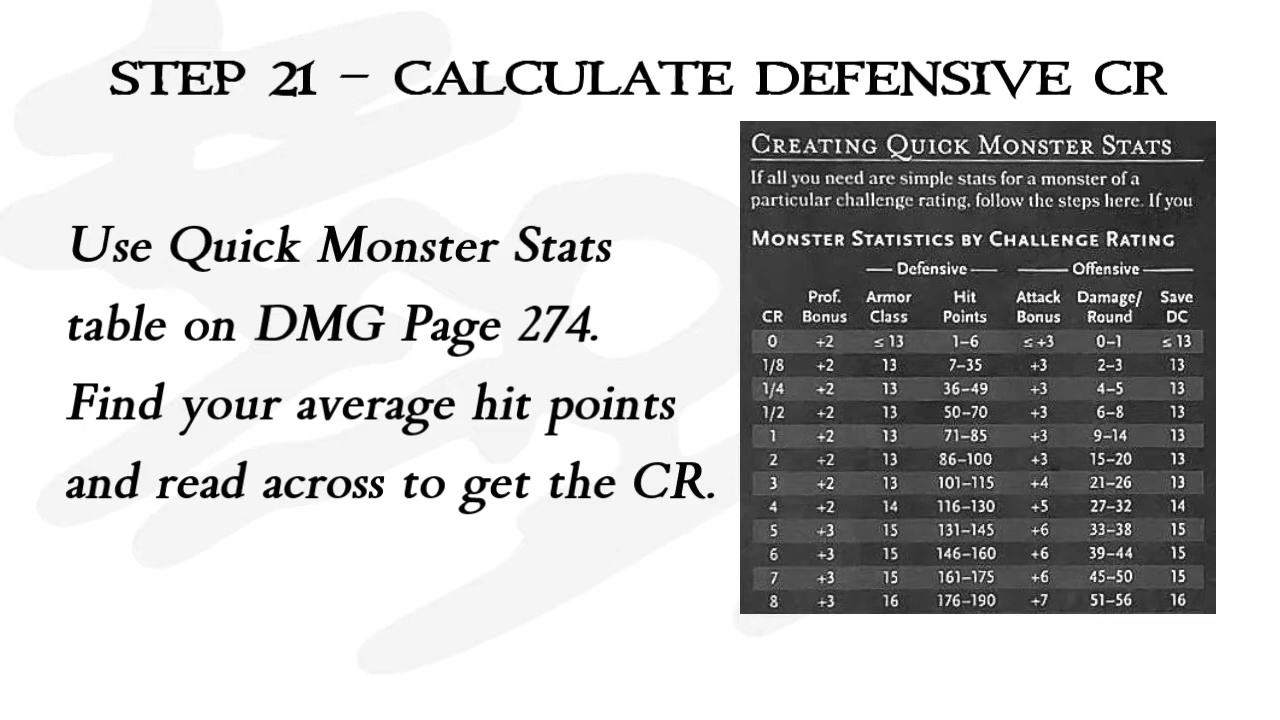 STEP 21 – CALCULATE DEFENSIVE CR
Use Quick Monster Stats
table on DMG Page 274.
Find your average hit points
and read across to get the CR.
CREATING QUICK MONSTER STATS
If all you need are simple stats for a monster of a
particular challenge rating, follow the steps here. If you
MONSTER STATISTICS BY CHALLENGE RATING
— Defensive — — Offensive —
Prof. Armor Hit Attack Damage/ Save
CR Bonus Class Points Bonus Round DC
0 +2 ≤ 13 1–6 ≤ +3 0–1 ≤ 13
1/8 +2 13 7–35 +3 2–3 13
1/4 +2 13 36–49 +3 4–5 13
1/2 +2 13 50–70 +3 6–8 13
1 +2 13 71–85 +3 9–14 13
2 +2 13 86–100 +3 15–20 13
3 +2 13 101–115 +4 21–26 13
4 +2 14 116–130 +5 27–32 14
5 +3 15 131–145 +6 33–38 15
6 +3 15 146–160 +6 39–44 15
7 +3 15 161–175 +6 45–50 15
8 +3 16 176–190 +7 51–56 16